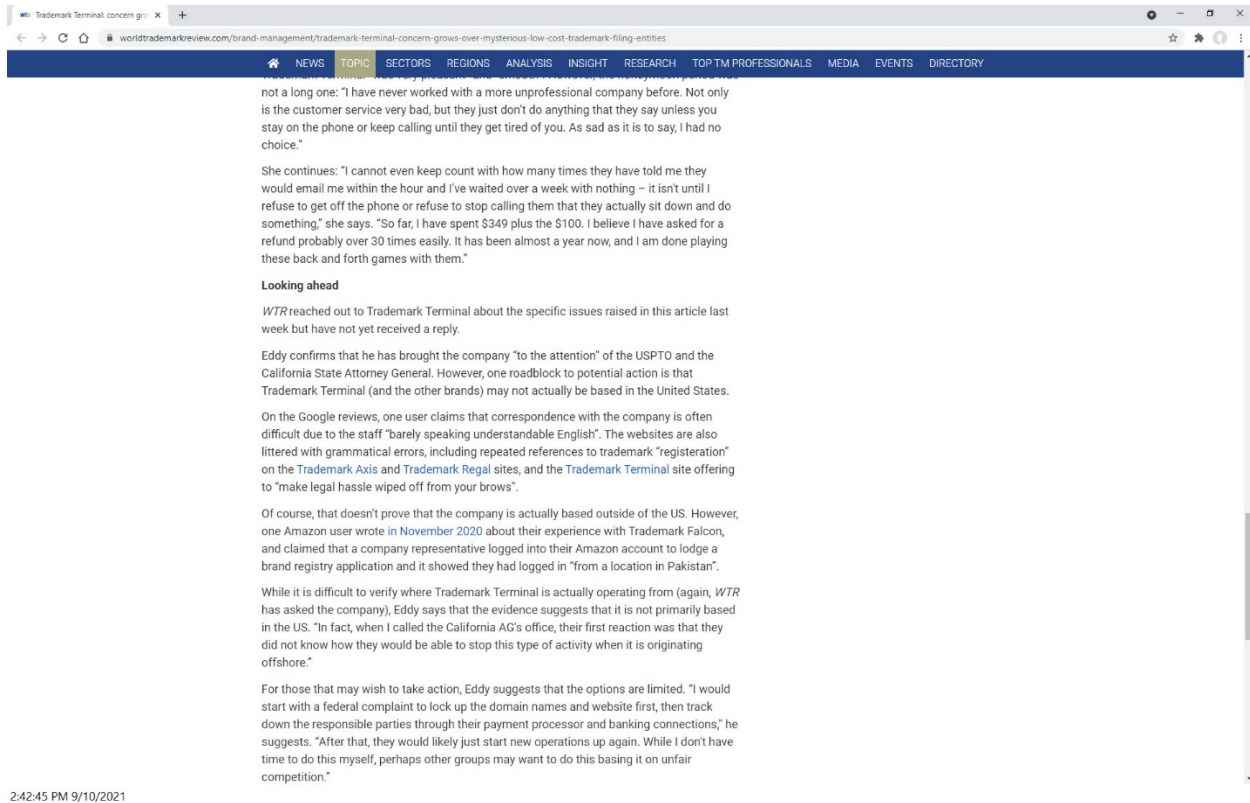 WTR Trademark Terminal: concern gro
worldtrademarkreview.com/brand-management/trademark-terminal-concern-grows-over-mysterious-low-cost-trademark-filing-entities
NEWS TOPIC SECTORS REGIONS ANALYSIS INSIGHT RESEARCH TOP TM PROFESSIONALS MEDIA EVENTS DIRECTORY
not a long one: "I have never worked with a more unprofessional company before. Not only
is the customer service very bad, but they just don't do anything that they say unless you
stay on the phone or keep calling until they get tired of you. As sad as it is to say, I had no
choice."
She continues: "I cannot even keep count with how many times they have told me they
would email me within the hour and I've waited over a week with nothing – it isn't until I
refuse to get off the phone or refuse to stop calling them that they actually sit down and do
something," she says. "So far, I have spent $349 plus the $100. I believe I have asked for a
refund probably over 30 times easily. It has been almost a year now, and I am done playing
these back and forth games with them."
Looking ahead
WTR reached out to Trademark Terminal about the specific issues raised in this article last
week but have not yet received a reply.
Eddy confirms that he has brought the company "to the attention" of the USPTO and the
California State Attorney General. However, one roadblock to potential action is that
Trademark Terminal (and the other brands) may not actually be based in the United States.
On the Google reviews, one user claims that correspondence with the company is often
difficult due to the staff "barely speaking understandable English". The websites are also
littered with grammatical errors, including repeated references to trademark "registeration"
on the Trademark Axis and Trademark Regal sites, and the Trademark Terminal site offering
to "make legal hassle wiped off from your brows".
Of course, that doesn't prove that the company is actually based outside of the US. However,
one Amazon user wrote in November 2020 about their experience with Trademark Falcon,
and claimed that a company representative logged into their Amazon account to lodge a
brand registry application and it showed they had logged in "from a location in Pakistan".
While it is difficult to verify where Trademark Terminal is actually operating from (again, WTR
has asked the company), Eddy says that the evidence suggests that it is not primarily based
in the US. "In fact, when I called the California AG's office, their first reaction was that they
did not know how they would be able to stop this type of activity when it is originating
offshore."
For those that may wish to take action, Eddy suggests that the options are limited. "I would
start with a federal complaint to lock up the domain names and website first, then track
down the responsible parties through their payment processor and banking connections," he
suggests. "After that, they would likely just start new operations up again. While I don't have
time to do this myself, perhaps other groups may want to do this basing it on unfair
competition."
2:42:45 PM 9/10/2021